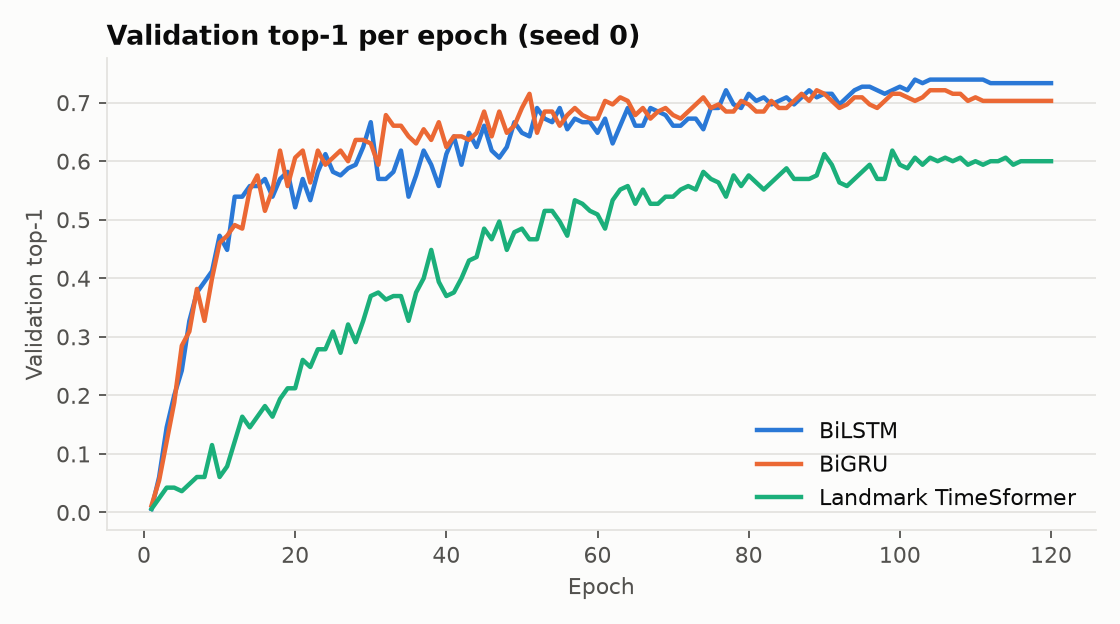 Validation top-1 per epoch (seed 0)
Validation top-1
0.7
0.6
0.5
0.4
0.3
0.2
0.1
0.0
BiLSTM
BiGRU
Landmark TimeSformer
0 20 40 60 80 100 120
Epoch